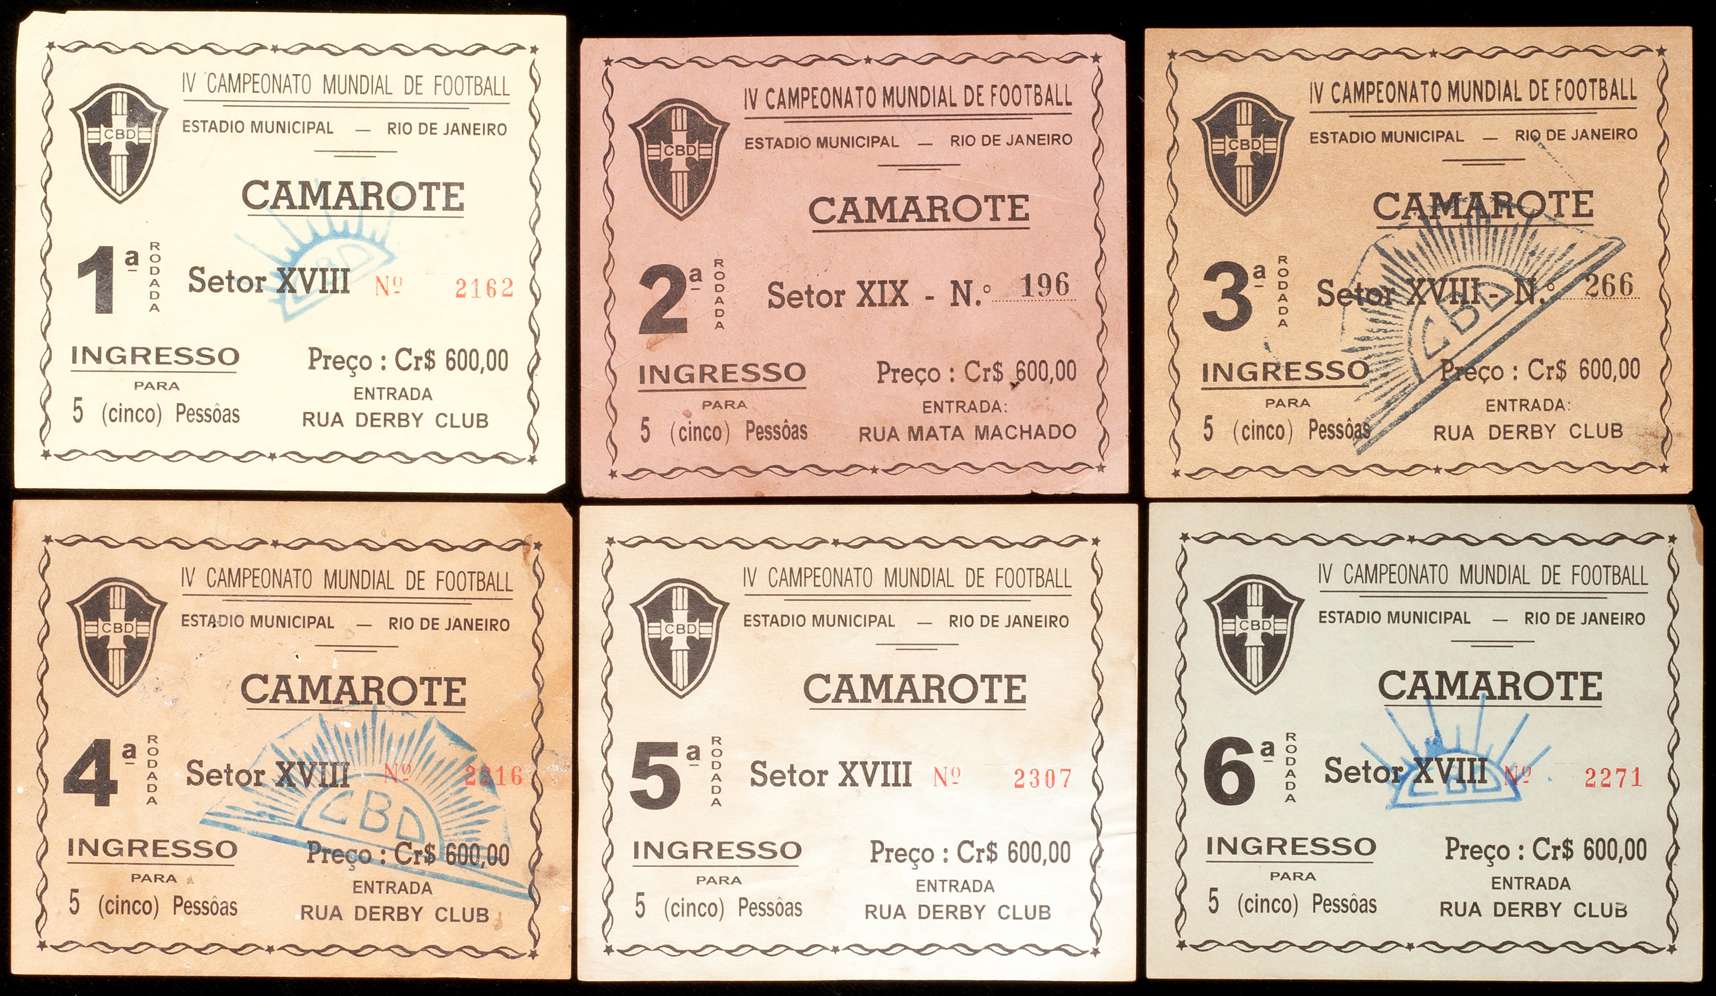 IV CAMPEONATO MUNDIAL DE FOOTBALL
ESTADIO MUNICIPAL — RIO DE JANEIRO
CBD
CAMAROTE
CBD
1ª RODADA
Setor XVIII Nº 2162
INGRESSO
PARA
5 (cinco) Pessôas
Preço : Cr$ 600,00
ENTRADA
RUA DERBY CLUB
IV CAMPEONATO MUNDIAL DE FOOTBALL
ESTADIO MUNICIPAL — RIO DE JANEIRO
CBD
CAMAROTE
2ª RODADA
Setor XIX - N.º 196
INGRESSO
PARA
5 (cinco) Pessôas
Preço : Cr$ 600,00
ENTRADA:
RUA MATA MACHADO
IV CAMPEONATO MUNDIAL DE FOOTBALL
ESTADIO MUNICIPAL — RIO DE JANEIRO
CBD
CAMAROTE
3ª RODADA
Setor XVIII - N.º 266
CBD
INGRESSO
PARA
5 (cinco) Pessôas
Preço : Cr$ 600,00
ENTRADA:
RUA DERBY CLUB
IV CAMPEONATO MUNDIAL DE FOOTBALL
ESTADIO MUNICIPAL — RIO DE JANEIRO
CBD
CAMAROTE
4ª RODADA
Setor XVIII Nº
CBD
INGRESSO
PARA
5 (cinco) Pessôas
Preço : Cr$ 600,00
ENTRADA
RUA DERBY CLUB
IV CAMPEONATO MUNDIAL DE FOOTBALL
ESTADIO MUNICIPAL — RIO DE JANEIRO
CBD
CAMAROTE
5ª RODADA
Setor XVIII Nº 2307
INGRESSO
PARA
5 (cinco) Pessôas
Preço : Cr$ 600,00
ENTRADA
RUA DERBY CLUB
IV CAMPEONATO MUNDIAL DE FOOTBALL
ESTADIO MUNICIPAL — RIO DE JANEIRO
CBD
CAMAROTE
6ª RODADA
Setor XVIII Nº 2271
CBD
INGRESSO
PARA
5 (cinco) Pessôas
Preço : Cr$ 600,00
ENTRADA
RUA DERBY CLUB